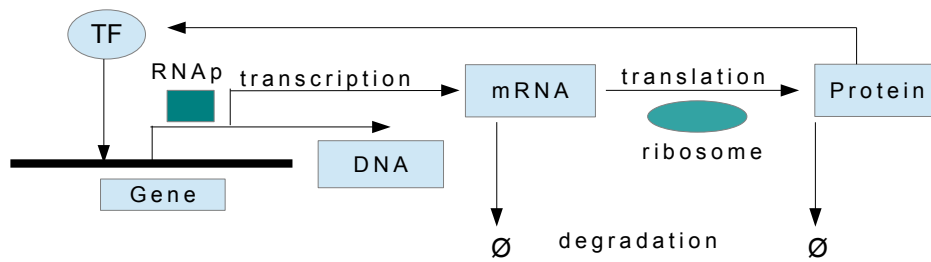 TF
RNAp
transcription
mRNA
translation
Protein
ribosome
DNA
Gene
Ø
degradation
Ø